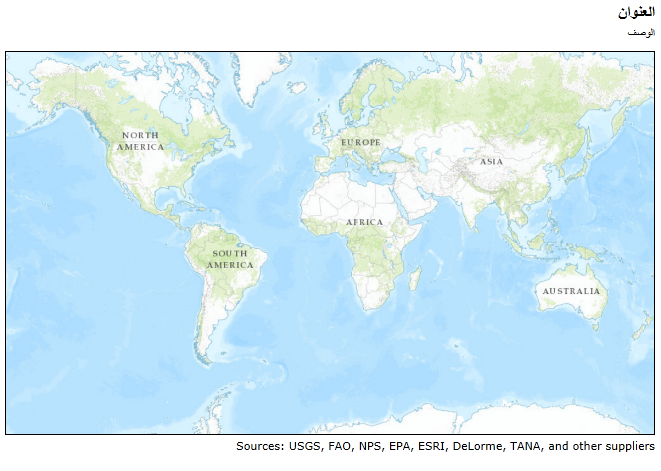 العنوان
الوصف
NORTH
AMERICA
EUROPE
ASIA
AFRICA
SOUTH
AMERICA
AUSTRALIA
Sources: USGS, FAO, NPS, EPA, ESRI, DeLorme, TANA, and other suppliers